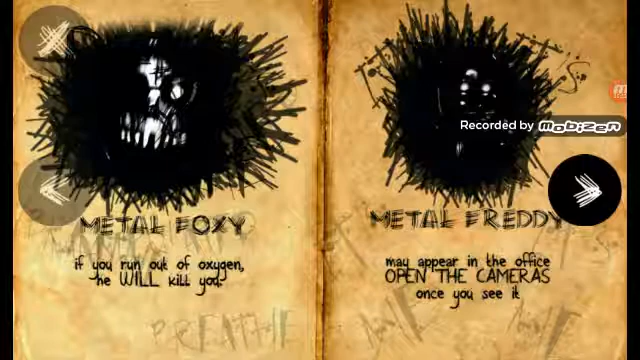 METAL FOXY
if you run out of oxygen,
he WILL kill you.
BREATHE
Recorded by mobizen
METAL FREDDY
may appear in the office
OPEN THE CAMERAS
once you see it